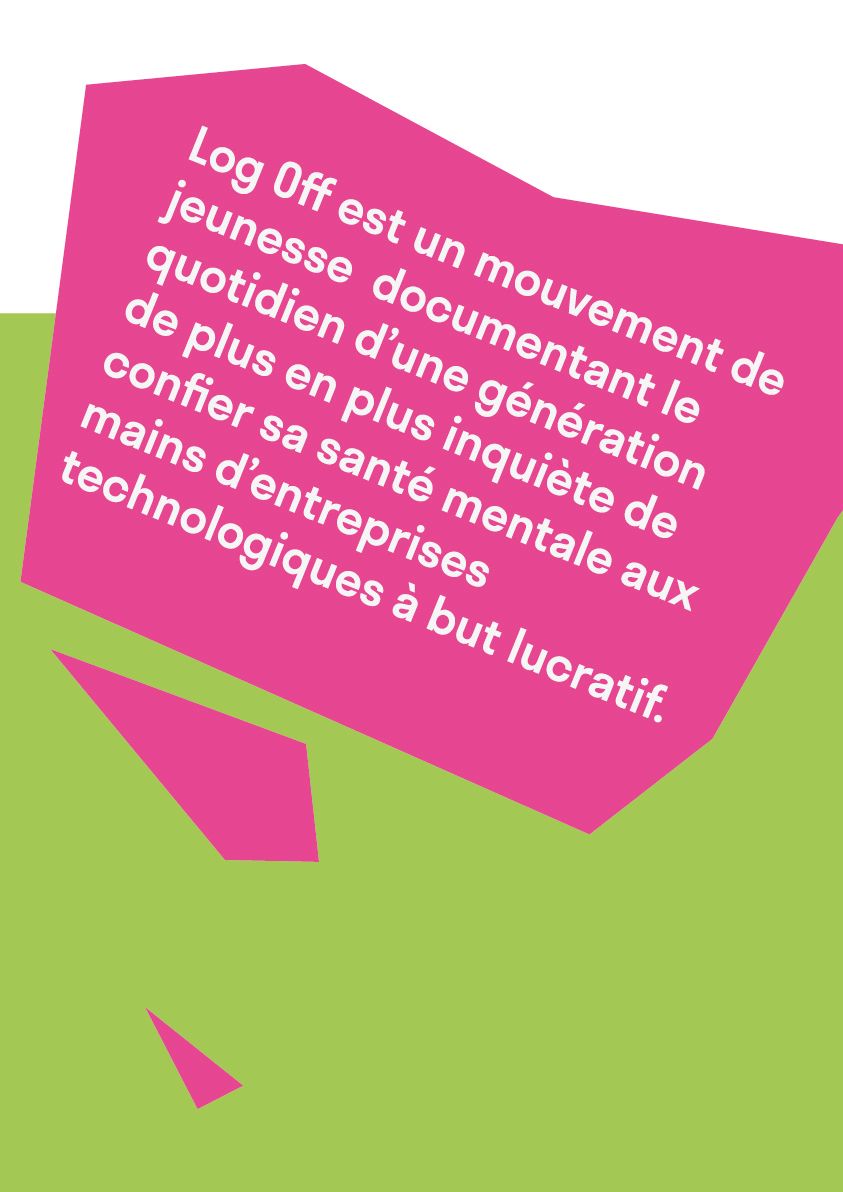 Log Off est un mouvement de
jeunesse documentant le
quotidien d'une génération
de plus en plus inquiète de
confier sa santé mentale aux
mains d'entreprises
technologiques à but lucratif.